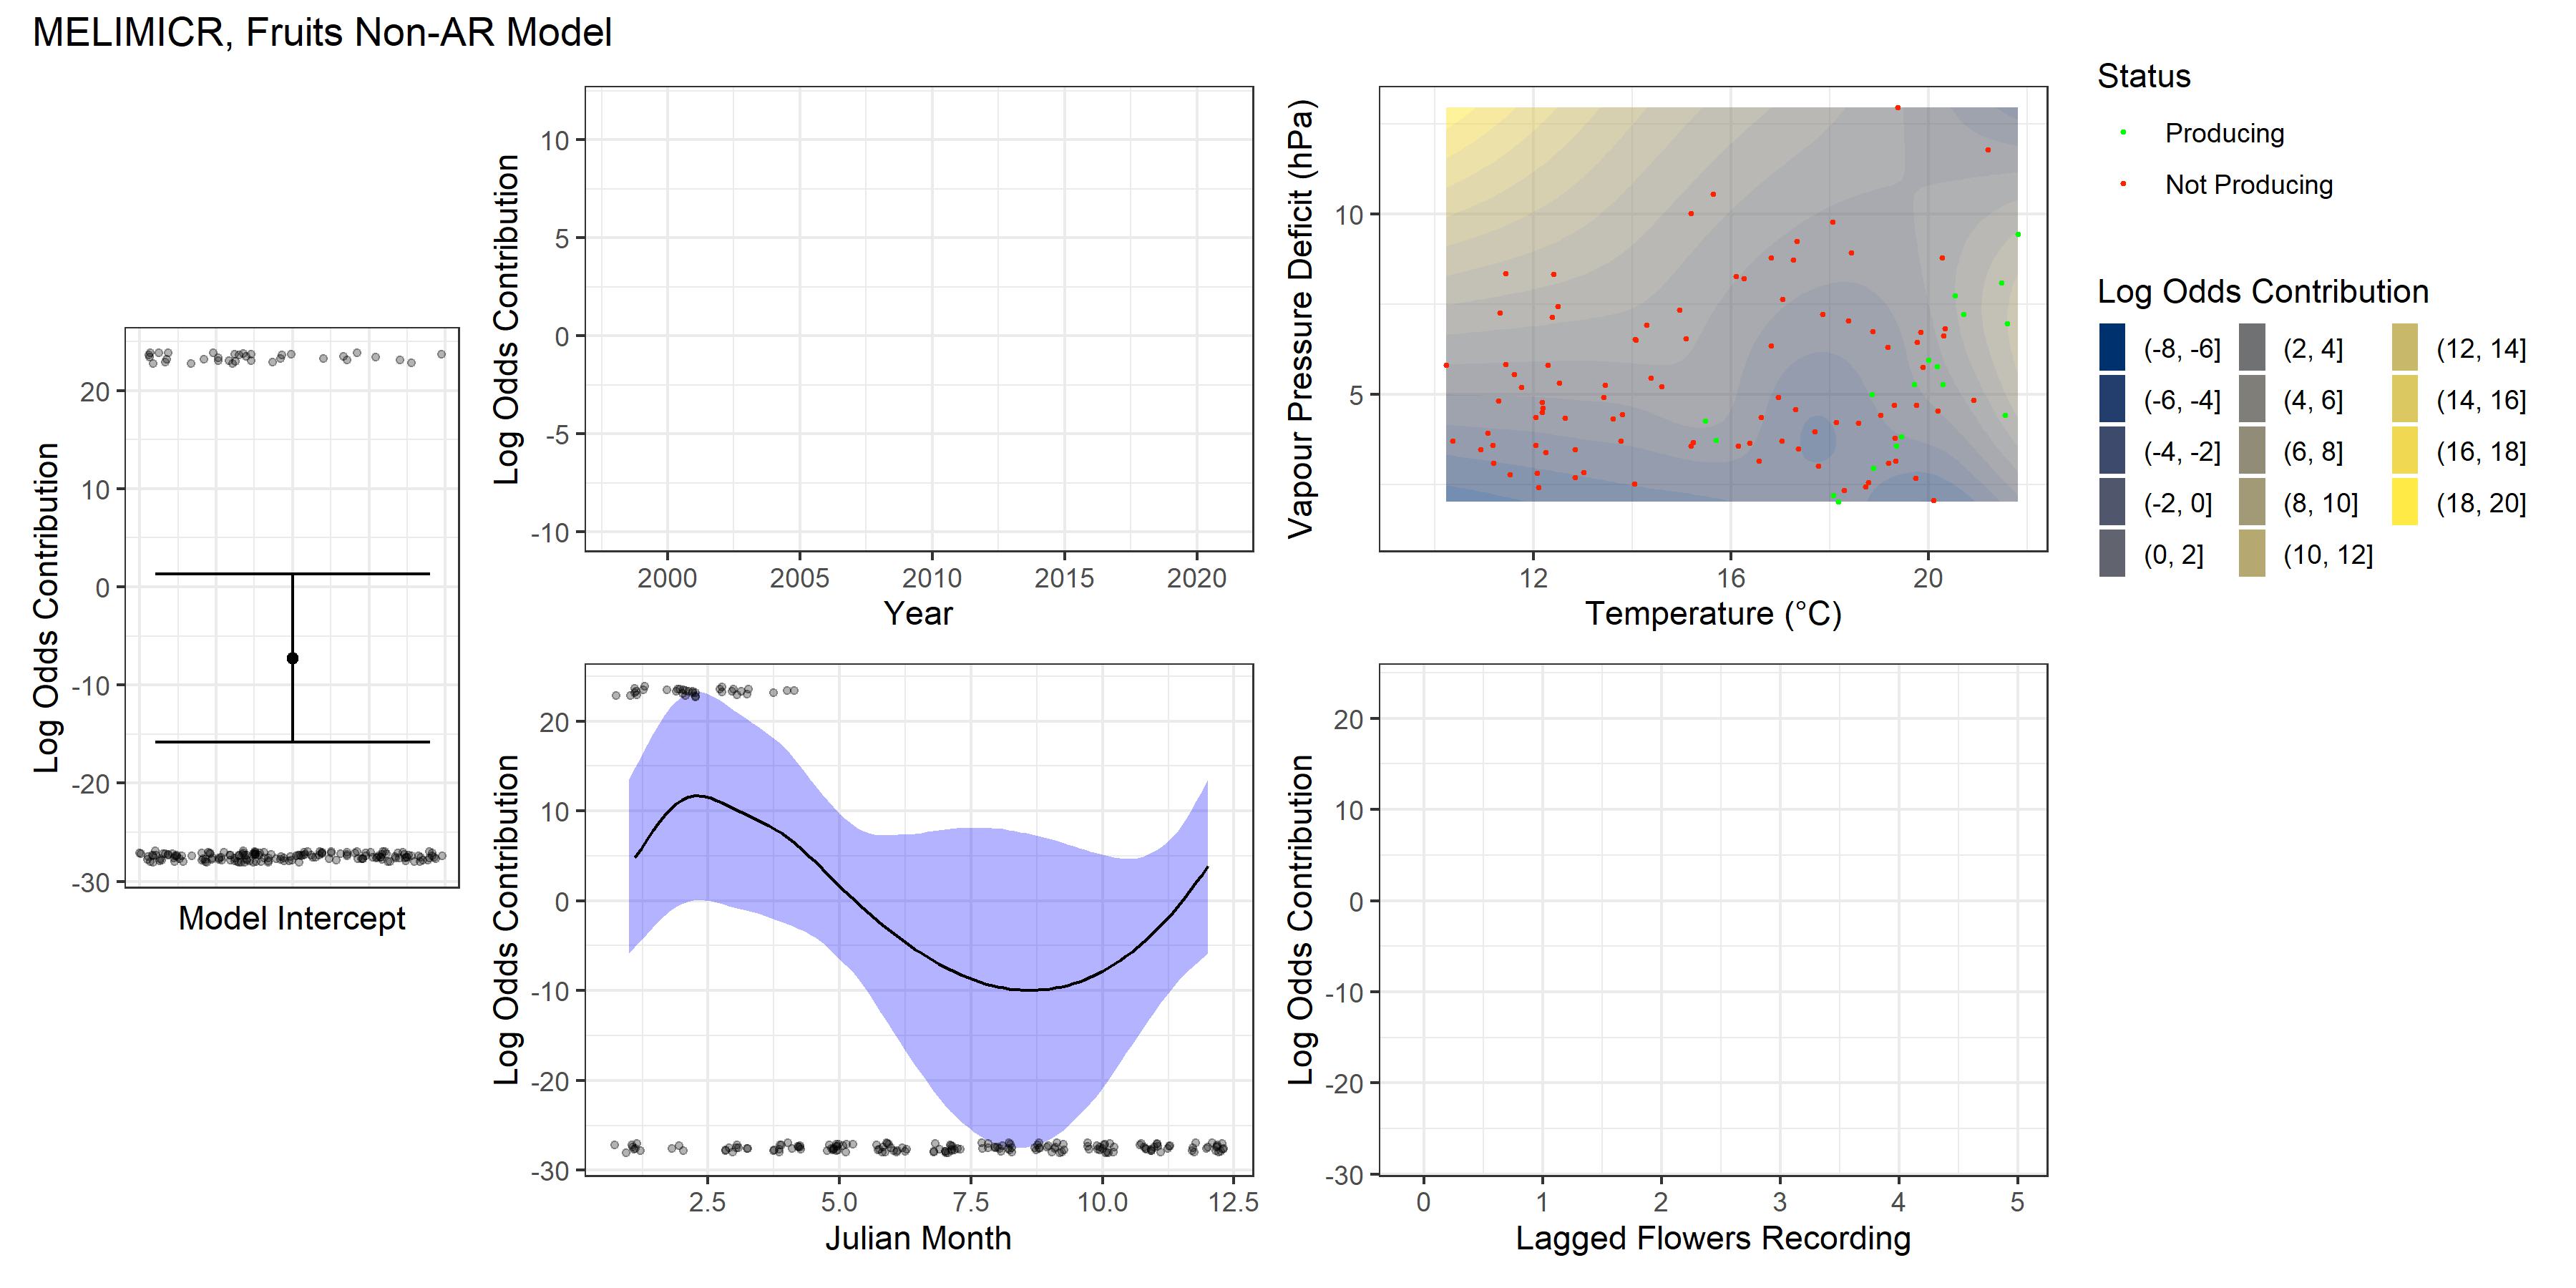 MELIMICR, Fruits Non-AR Model
Log Odds Contribution
20
10
0
-10
-20
-30
Model Intercept
Log Odds Contribution
10
5
0
-5
-10
2000 2005 2010 2015 2020
Year
Vapour Pressure Deficit (hPa)
10
5
12 16 20
Temperature (°C)
Log Odds Contribution
20
10
0
-10
-20
-30
2.5 5.0 7.5 10.0 12.5
Julian Month
Log Odds Contribution
20
10
0
-10
-20
-30
0 1 2 3 4 5
Lagged Flowers Recording
Status
Producing
Not Producing
Log Odds Contribution
(-8, -6] (2, 4] (12, 14]
(-6, -4] (4, 6] (14, 16]
(-4, -2] (6, 8] (16, 18]
(-2, 0] (8, 10] (18, 20]
(0, 2] (10, 12]